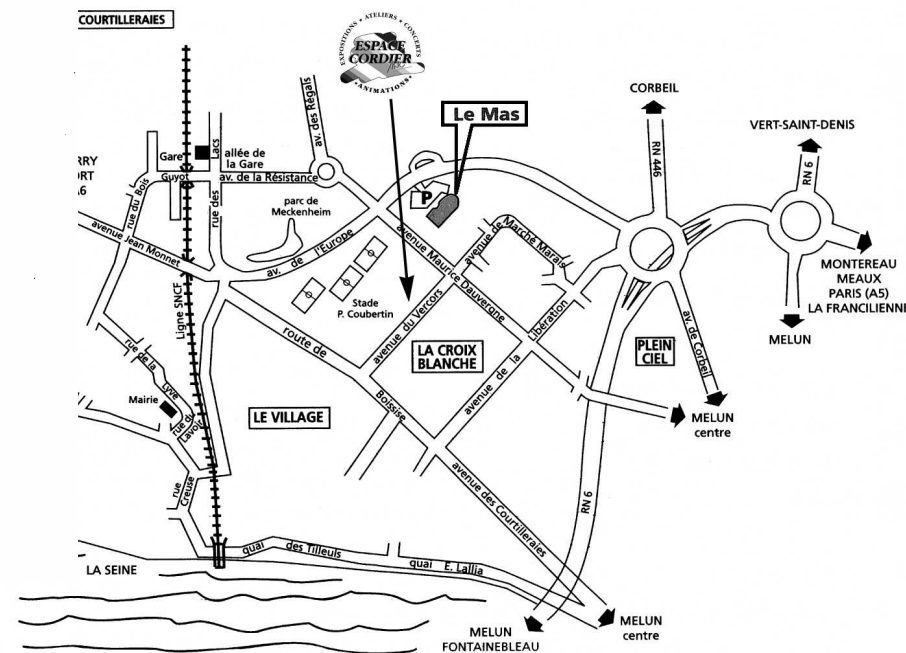 COURTILLERAIES
EXPOSITIONS • ATELIERS • CONCERTS
ESPACE
CORDIER
• ANIMATIONS •
Le Mas
P
CORBEIL
RN 446
VERT-SAINT-DENIS
RN 6
MONTEREAU
MEAUX
PARIS (A5)
LA FRANCILIENNE
MELUN
av. des Régals
Gare
Lacs
allée de
la Gare
RRY
ORT
A6
Guyot
av. de la Résistance
rue du Bois
rue des
parc de
Meckenheim
avenue Jean Monnet
av. de l'Europe
Ligne SNCF
Stade
P. Coubertin
avenue Maurice Dauvergne
avenue de
Marché Marais
avenue du Vercors
route de
Boissise
LA CROIX
BLANCHE
avenue de la
Libération
PLEIN
CIEL
av. de Corbeil
MELUN
centre
rue de la
Lyve
Mairie
rue du
Lavoir
LE VILLAGE
rue
Creuse
avenue des Courtilleraies
RN 6
quai des Tilleuls
quai E. Lallia
LA SEINE
MELUN
FONTAINEBLEAU
MELUN
centre